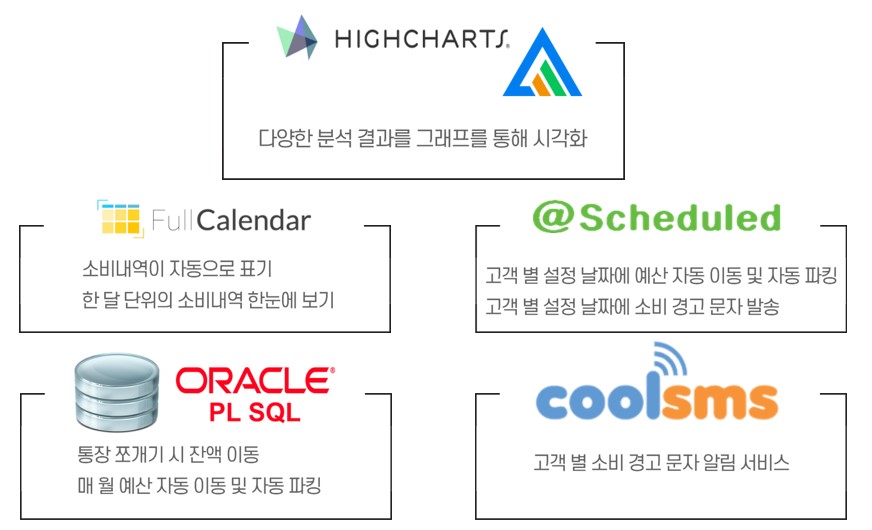 HIGHCHARTS®
다양한 분석 결과를 그래프를 통해 시각화
FullCalendar
소비내역이 자동으로 표기
한 달 단위의 소비내역 한눈에 보기
@Scheduled
고객 별 설정 날짜에 예산 자동 이동 및 자동 파킹
고객 별 설정 날짜에 소비 경고 문자 발송
ORACLE®
PL SQL
통장 쪼개기 시 잔액 이동
매 월 예산 자동 이동 및 자동 파킹
coolsms
고객 별 소비 경고 문자 알림 서비스